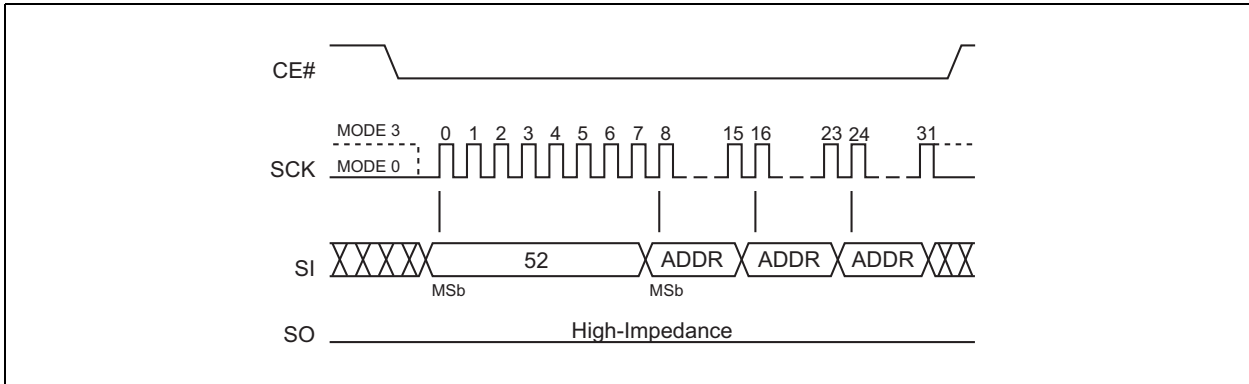 CE#
MODE 3
0 1 2 3 4 5 6 7 8 15 16 23 24 31
SCK
MODE 0
SI
52 ADDR ADDR ADDR
MSb MSb
SO
High-Impedance